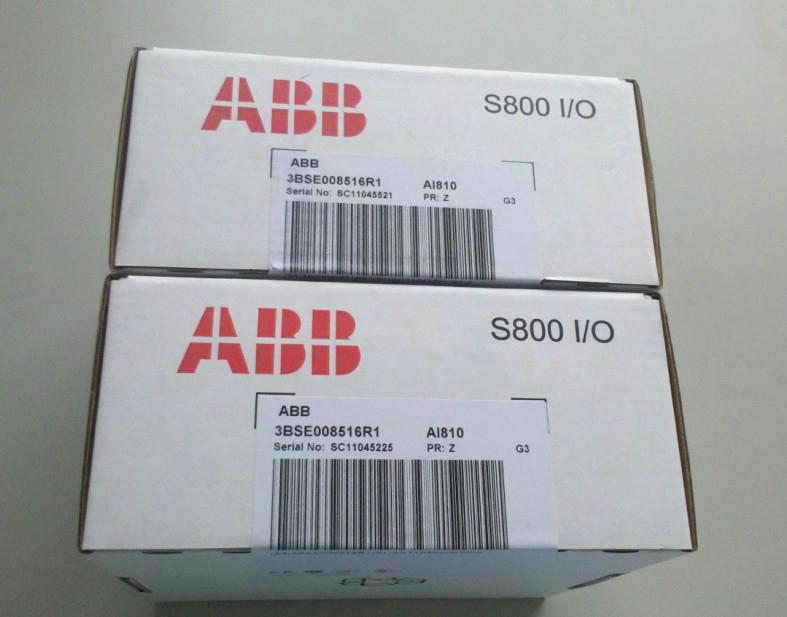 ABB
S800 I/O
ABB
3BSE008516R1 AI810
Serial No: SC11045521 PR: Z G3
ABB
S800 I/O
ABB
3BSE008516R1 AI810
Serial No: SC11045225 PR: Z G3